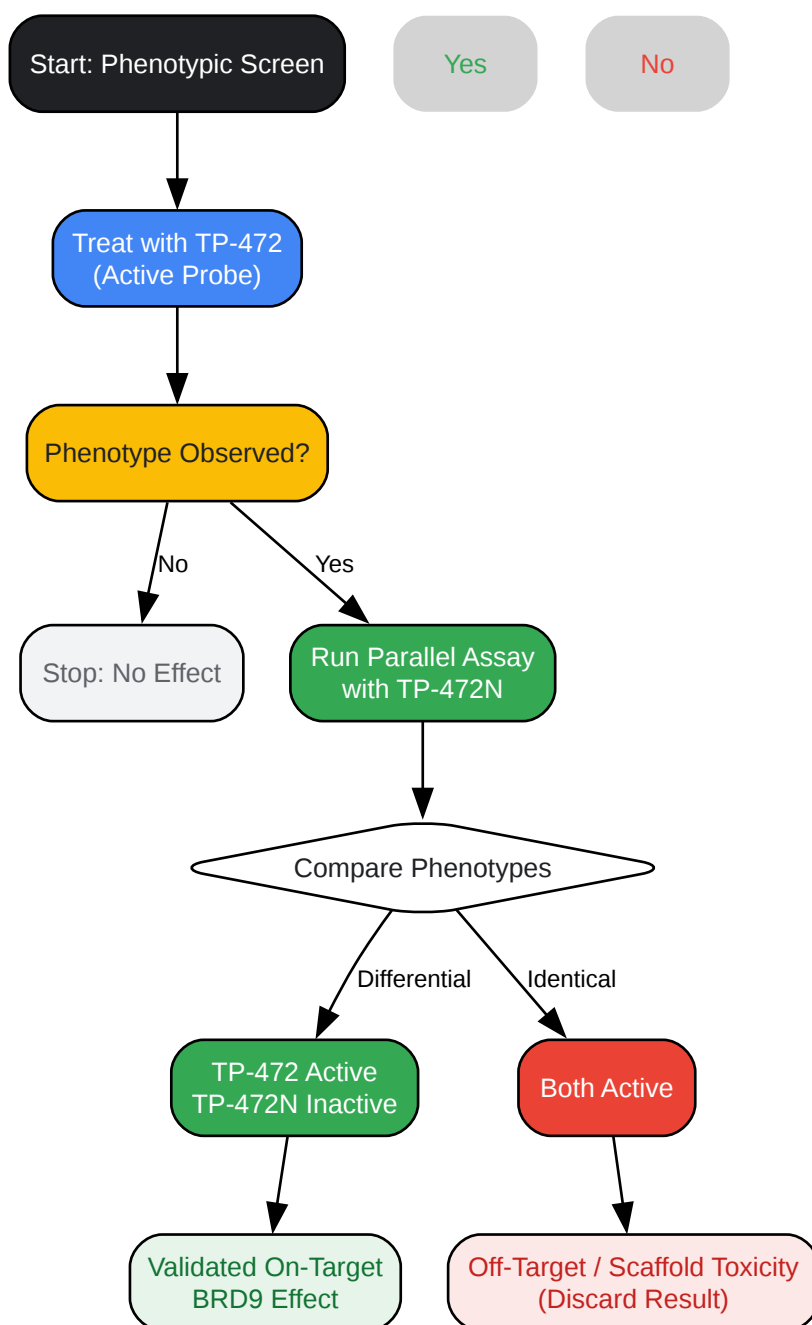 Start: Phenotypic Screen
Yes
No
Treat with TP-472
(Active Probe)
Phenotype Observed?
No
Yes
Stop: No Effect
Run Parallel Assay
with TP-472N
Compare Phenotypes
Differential
Identical
TP-472 Active
TP-472N Inactive
Both Active
Validated On-Target
BRD9 Effect
Off-Target / Scaffold Toxicity
(Discard Result)